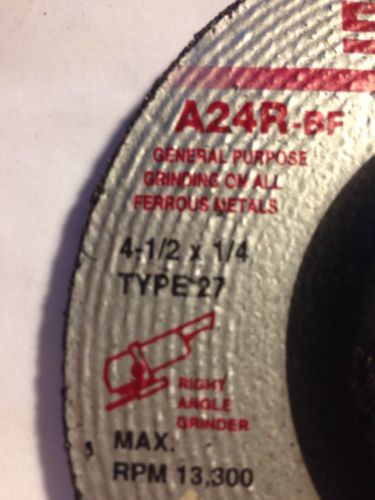 A24R-BF
GENERAL PURPOSE
GRINDING ON ALL
FERROUS METALS
4-1/2 x 1/4
TYPE 27
RIGHT
ANGLE
GRINDER
MAX.
RPM 13,300